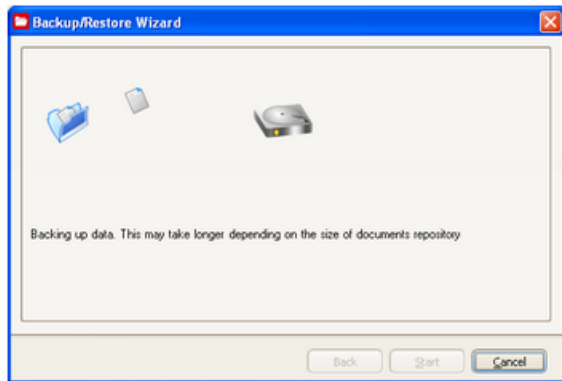 Backup/Restore Wizard
Backing up data. This may take longer depending on the size of documents repository
Back Start Cancel